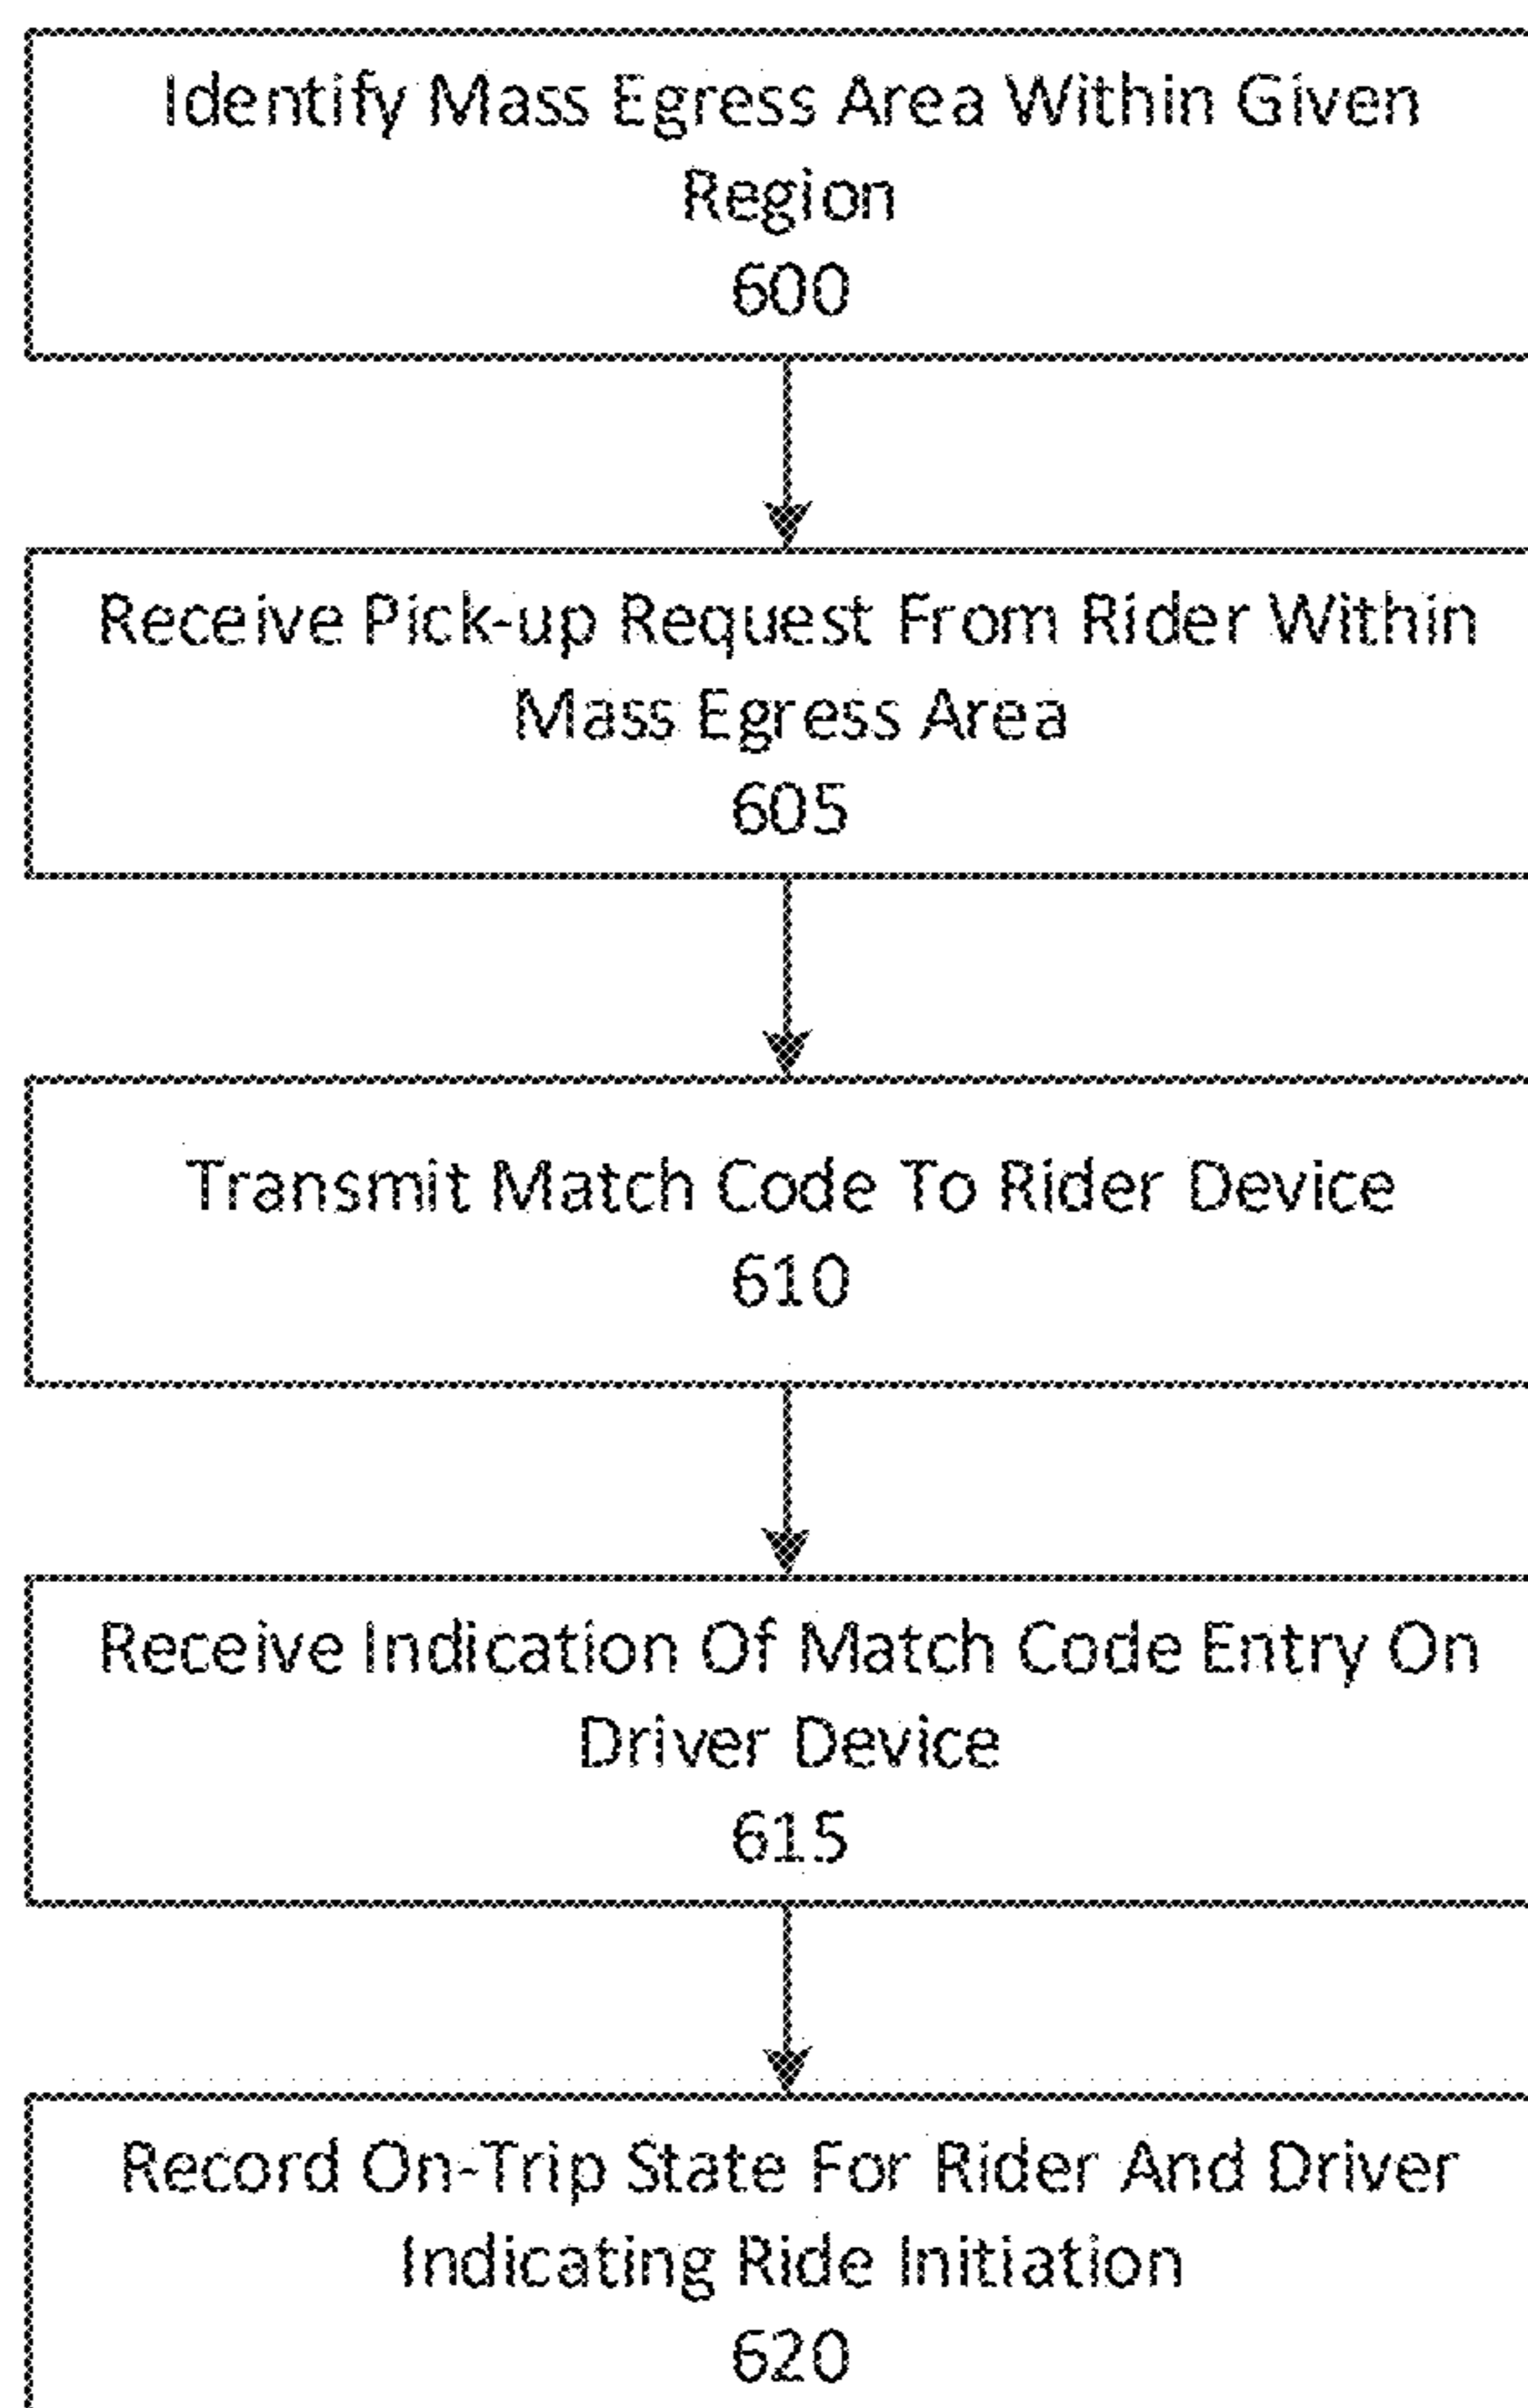 Identify Mass Egress Area Within Given
Region
600
Receive Pick-up Request From Rider Within
Mass Egress Area
605
Transmit Match Code To Rider Device
610
Receive Indication Of Match Code Entry On
Driver Device
615
Record On-Trip State For Rider And Driver
Indicating Ride Initiation
620